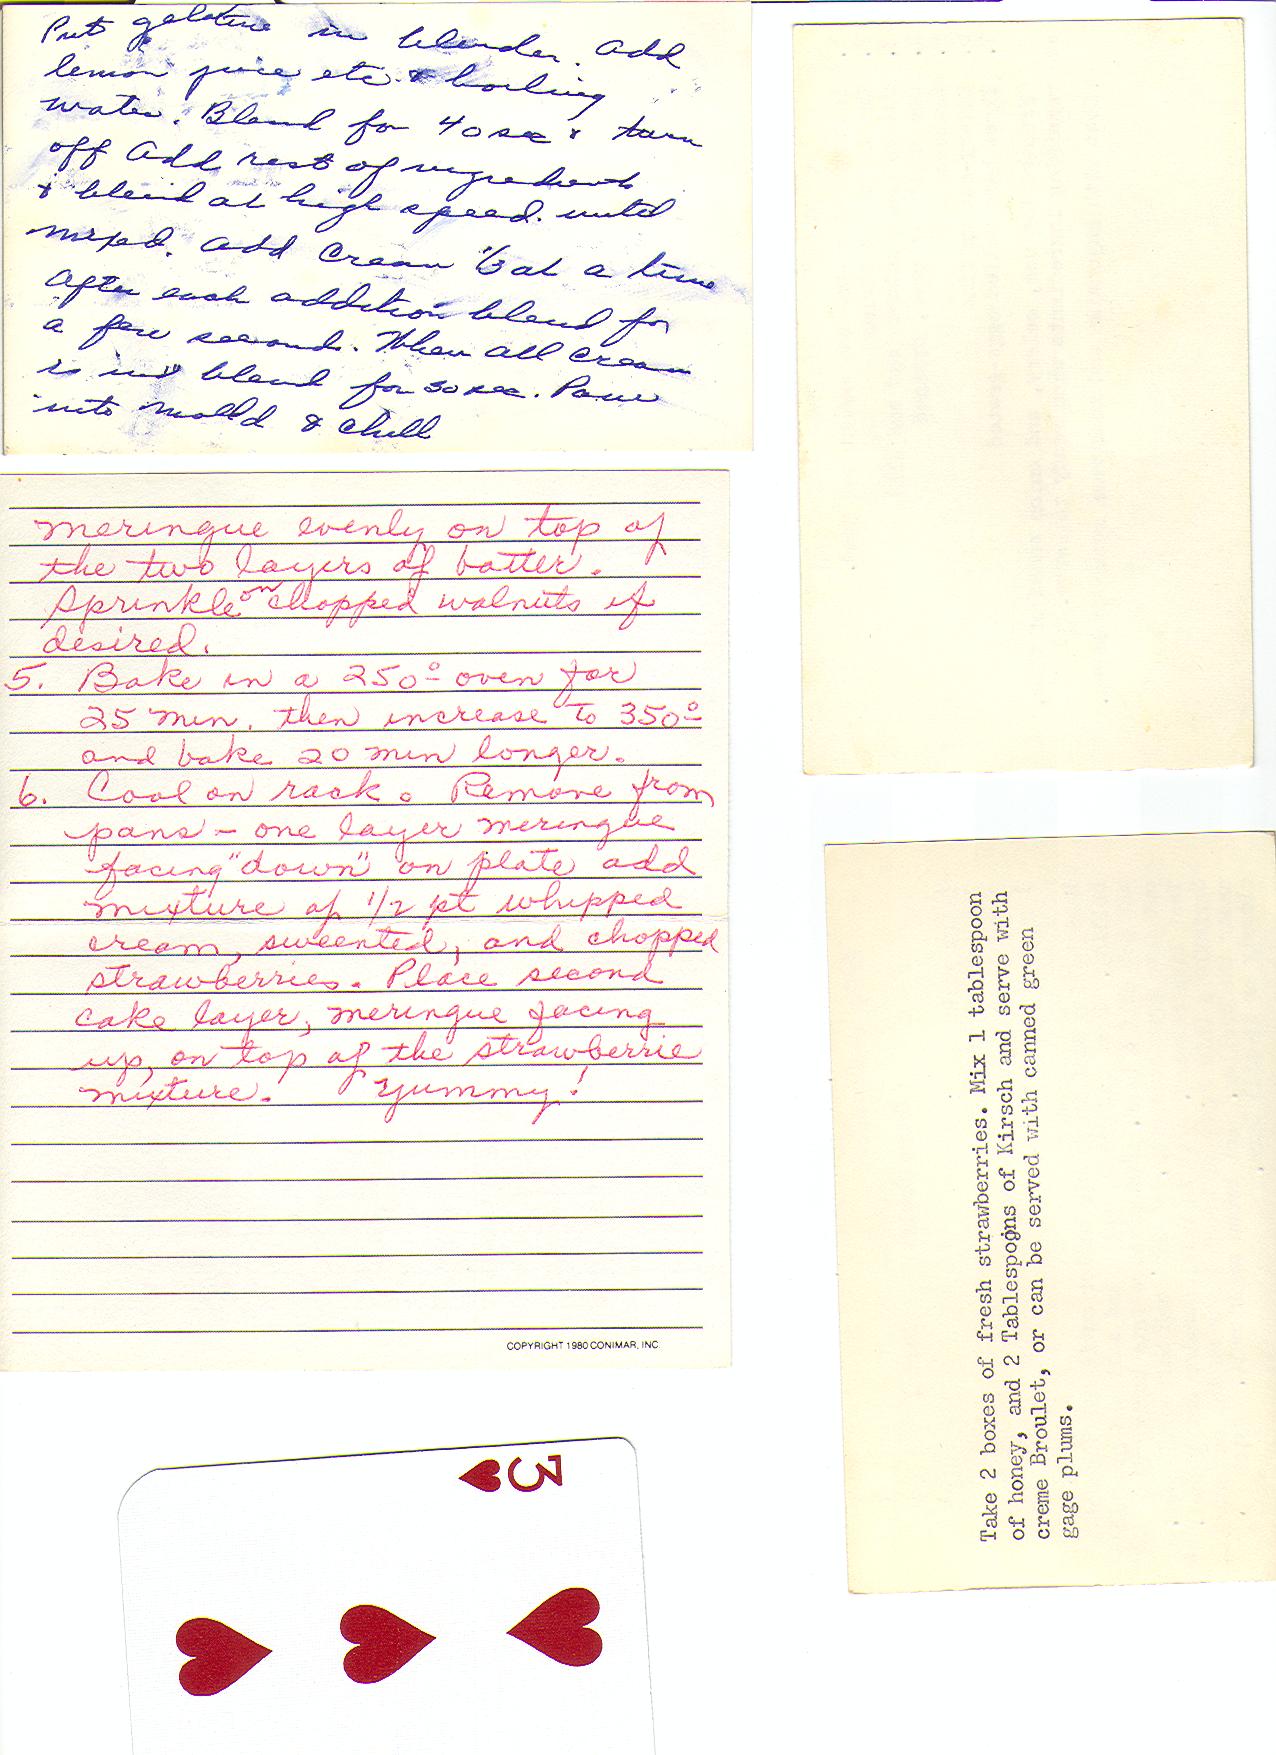 Put gelatine in blender. Add
lemon juice etc & boiling
water. Blend for 40 sec & turn
off Add rest of ingredients
& blend at high speed. until
mixed. Add Cream 1/3 at a time
After each addition blend for
a few seconds. When all cream
is in & blend for 30 sec. Pour
into molld & chill
meringue evenly on top of
the two layers of batter.
Sprinkle on chopped walnuts if
desired.
5. Bake in a 250° oven for
25 min. then increase to 350°
and bake 20 min longer.
6. Cool on rack. Remove from
pans - one layer meringue
facing "down" on plate add
mixture of 1/2 pt whipped
cream, sweented, and chopped
strawberries. Place second
cake layer, meringue facing
up, on top of the strawberrie
mixture. Yummy!
COPYRIGHT 1980 CONIMAR, INC.
3
Take 2 boxes of fresh strawberries. Mix 1 tablespoon
of honey, and 2 Tablespoons of Kirsch and serve with
creme Broulet, or can be served with canned green
gage plums.